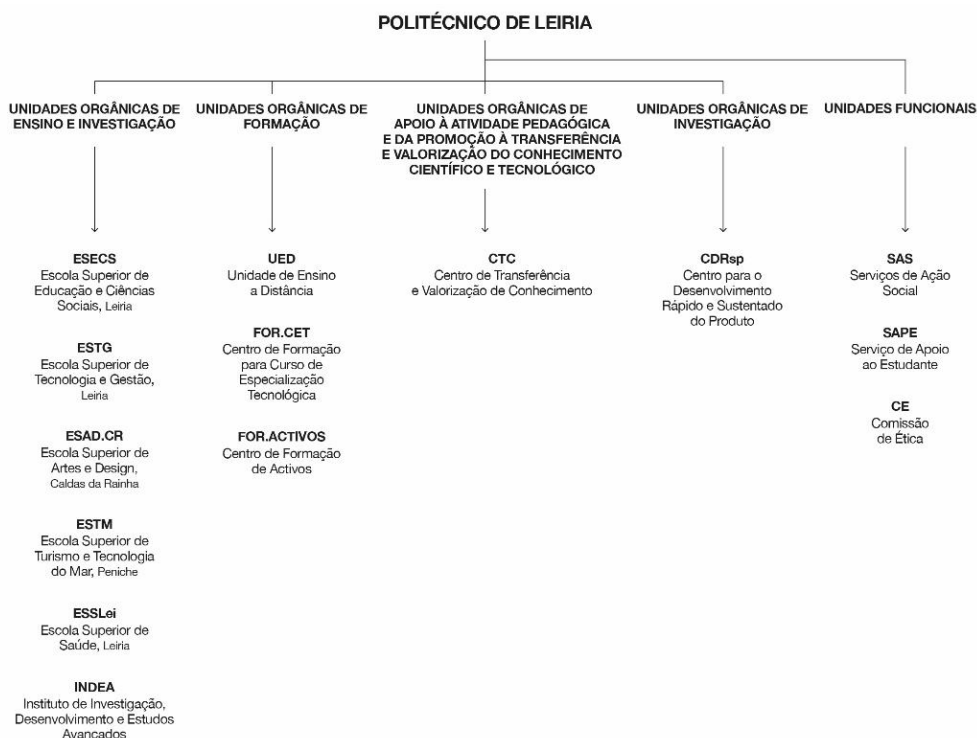 POLITÉCNICO DE LEIRIA
UNIDADES ORGÂNICAS DE
ENSINO E INVESTIGAÇÃO
UNIDADES ORGÂNICAS DE
FORMAÇÃO
UNIDADES ORGÂNICAS DE
APOIO À ATIVIDADE PEDAGÓGICA
E DA PROMOÇÃO À TRANSFERÊNCIA
E VALORIZAÇÃO DO CONHECIMENTO
CIENTÍFICO E TECNOLÓGICO
UNIDADES ORGÂNICAS DE
INVESTIGAÇÃO
UNIDADES FUNCIONAIS
ESECS
Escola Superior de
Educação e Ciências
Sociais, Leiria
ESTG
Escola Superior de
Tecnologia e Gestão,
Leiria
ESAD.CR
Escola Superior de
Artes e Design,
Caldas da Rainha
ESTM
Escola Superior de
Turismo e Tecnologia
do Mar, Peniche
ESSLei
Escola Superior de
Saúde, Leiria
INDEA
Instituto de Investigação,
Desenvolvimento e Estudos
Avançados
UED
Unidade de Ensino
a Distância
FOR.CET
Centro de Formação
para Curso de
Especialização
Tecnológica
FOR.ACTIVOS
Centro de Formação
de Activos
CTC
Centro de Transferência
e Valorização de Conhecimento
CDRsp
Centro para o
Desenvolvimento
Rápido e Sustentado
do Produto
SAS
Serviços de Ação
Social
SAPE
Serviço de Apoio
ao Estudante
CE
Comissão
de Ética